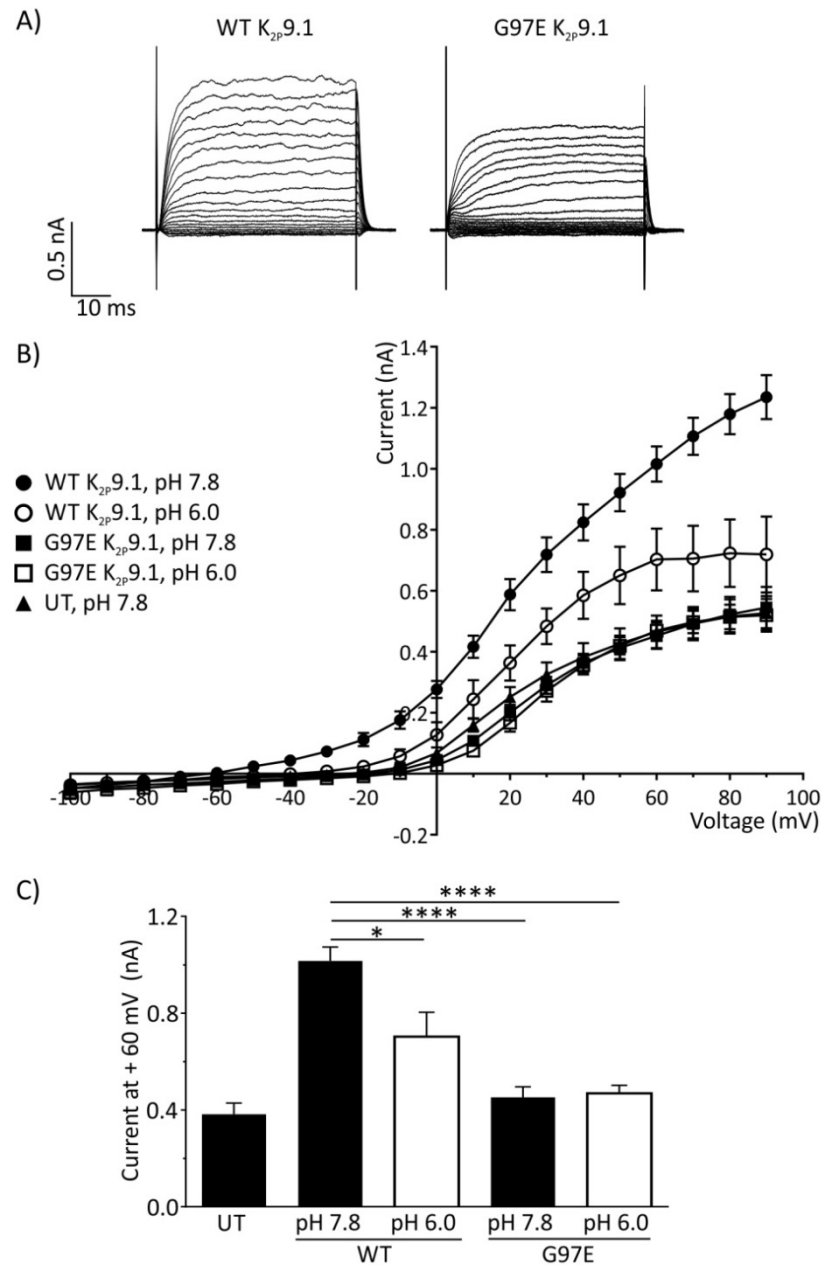 A)
WT K2P9.1 G97E K2P9.1
0.5 nA
10 ms
B)
Current (nA)
1.4
1.2
1.0
0.8
0.6
0.4
0.2
-0.2
WT K2P9.1, pH 7.8
WT K2P9.1, pH 6.0
G97E K2P9.1, pH 7.8
G97E K2P9.1, pH 6.0
UT, pH 7.8
-100 -80 -60 -40 -20 0 20 40 60 80 100
Voltage (mV)
C)
****
****
*
Current at + 60 mV (nA)
1.2
0.8
0.4
0.0
UT pH 7.8 pH 6.0 pH 7.8 pH 6.0
WT G97E